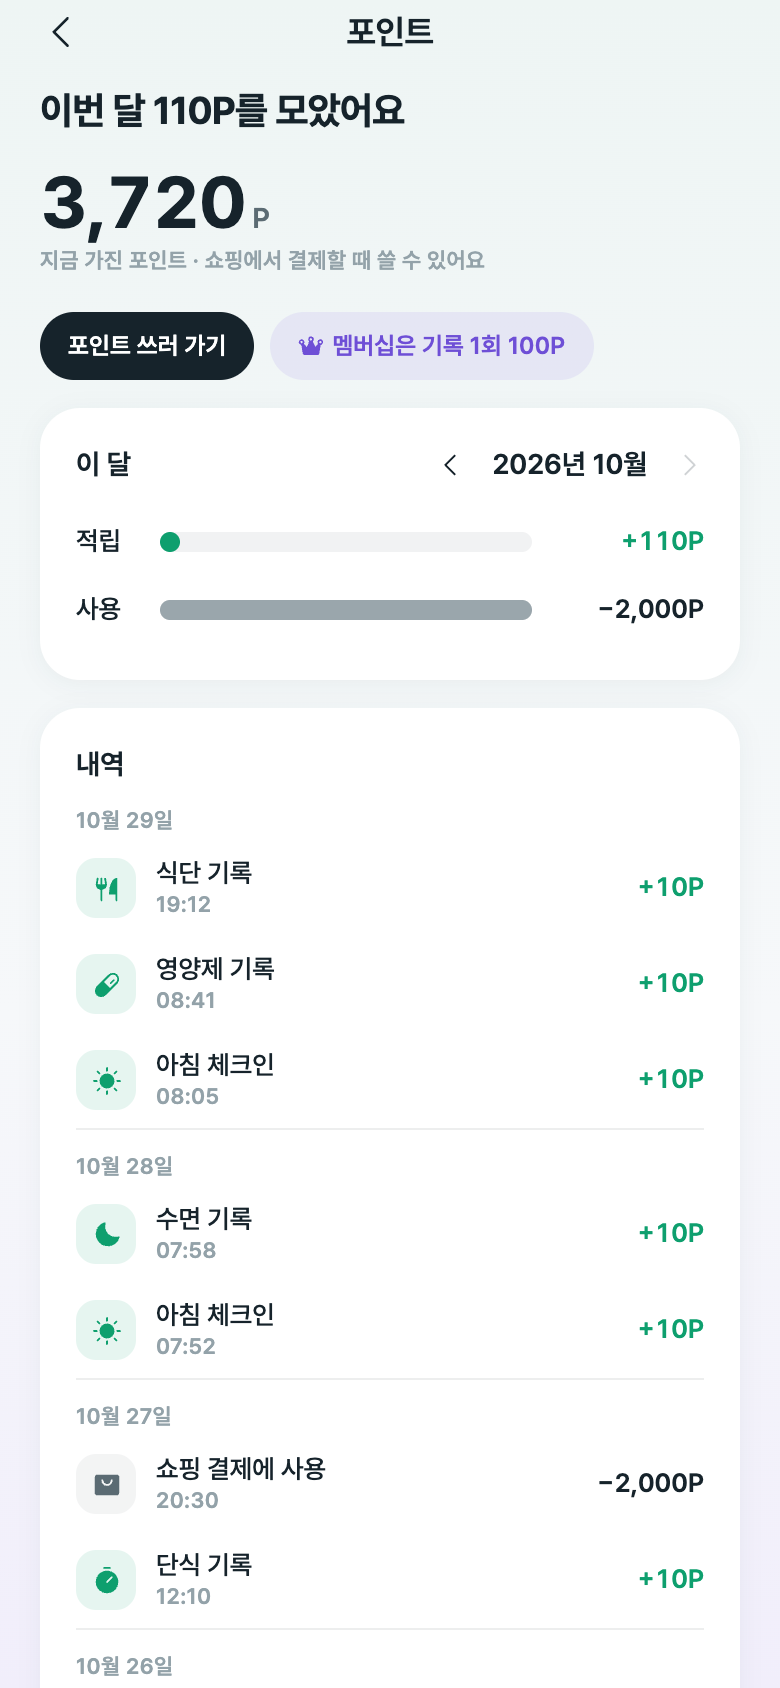 포인트
이번 달 110P를 모았어요
3,720 P
지금 가진 포인트 · 쇼핑에서 결제할 때 쓸 수 있어요
포인트 쓰러 가기
멤버십은 기록 1회 100P
이 달
2026년 10월
적립 +110P
사용 −2,000P
내역
10월 29일
식단 기록 +10P
19:12
영양제 기록 +10P
08:41
아침 체크인 +10P
08:05
10월 28일
수면 기록 +10P
07:58
아침 체크인 +10P
07:52
10월 27일
쇼핑 결제에 사용 −2,000P
20:30
단식 기록 +10P
12:10
10월 26일